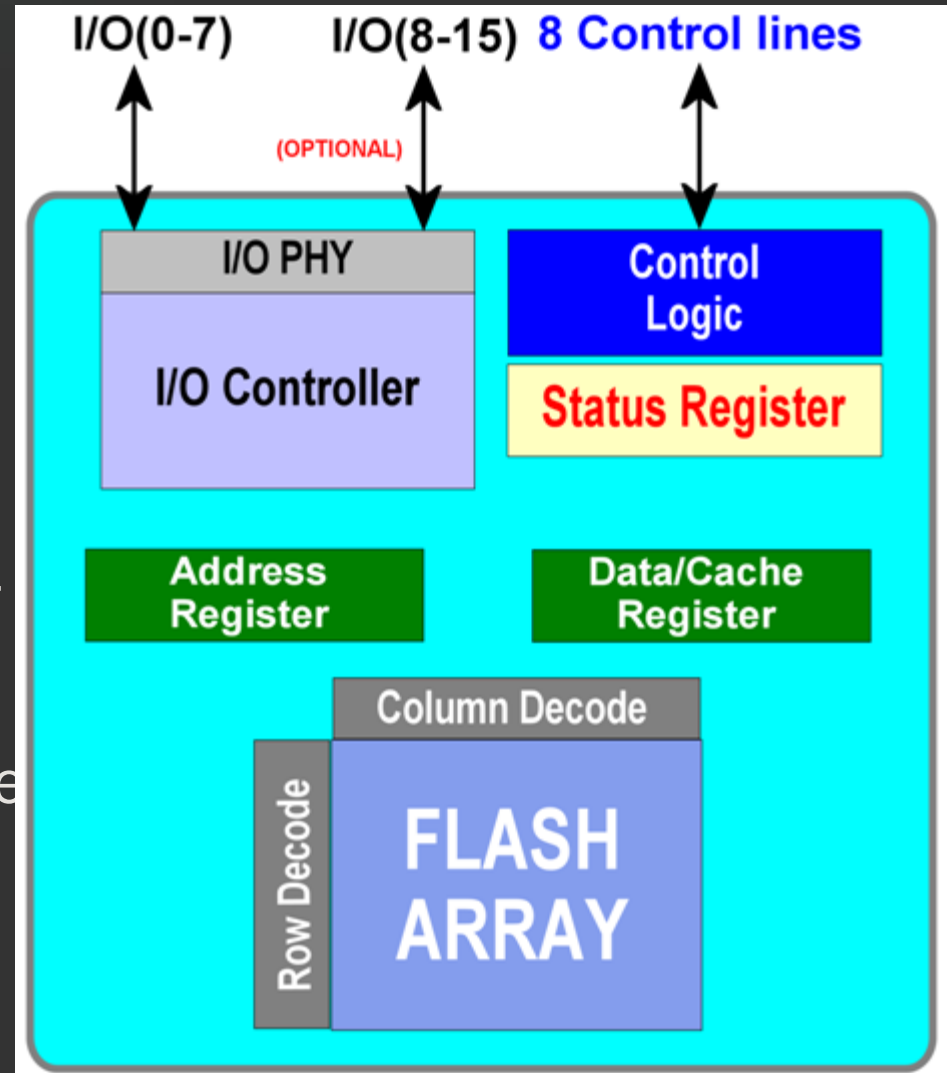 I/O(0-7) I/O(8-15) 8 Control lines
(OPTIONAL)
I/O PHY
Control
Logic
I/O Controller
Status Register
Address
Register
Data/Cache
Register
Column Decode
Row Decode
FLASH
ARRAY